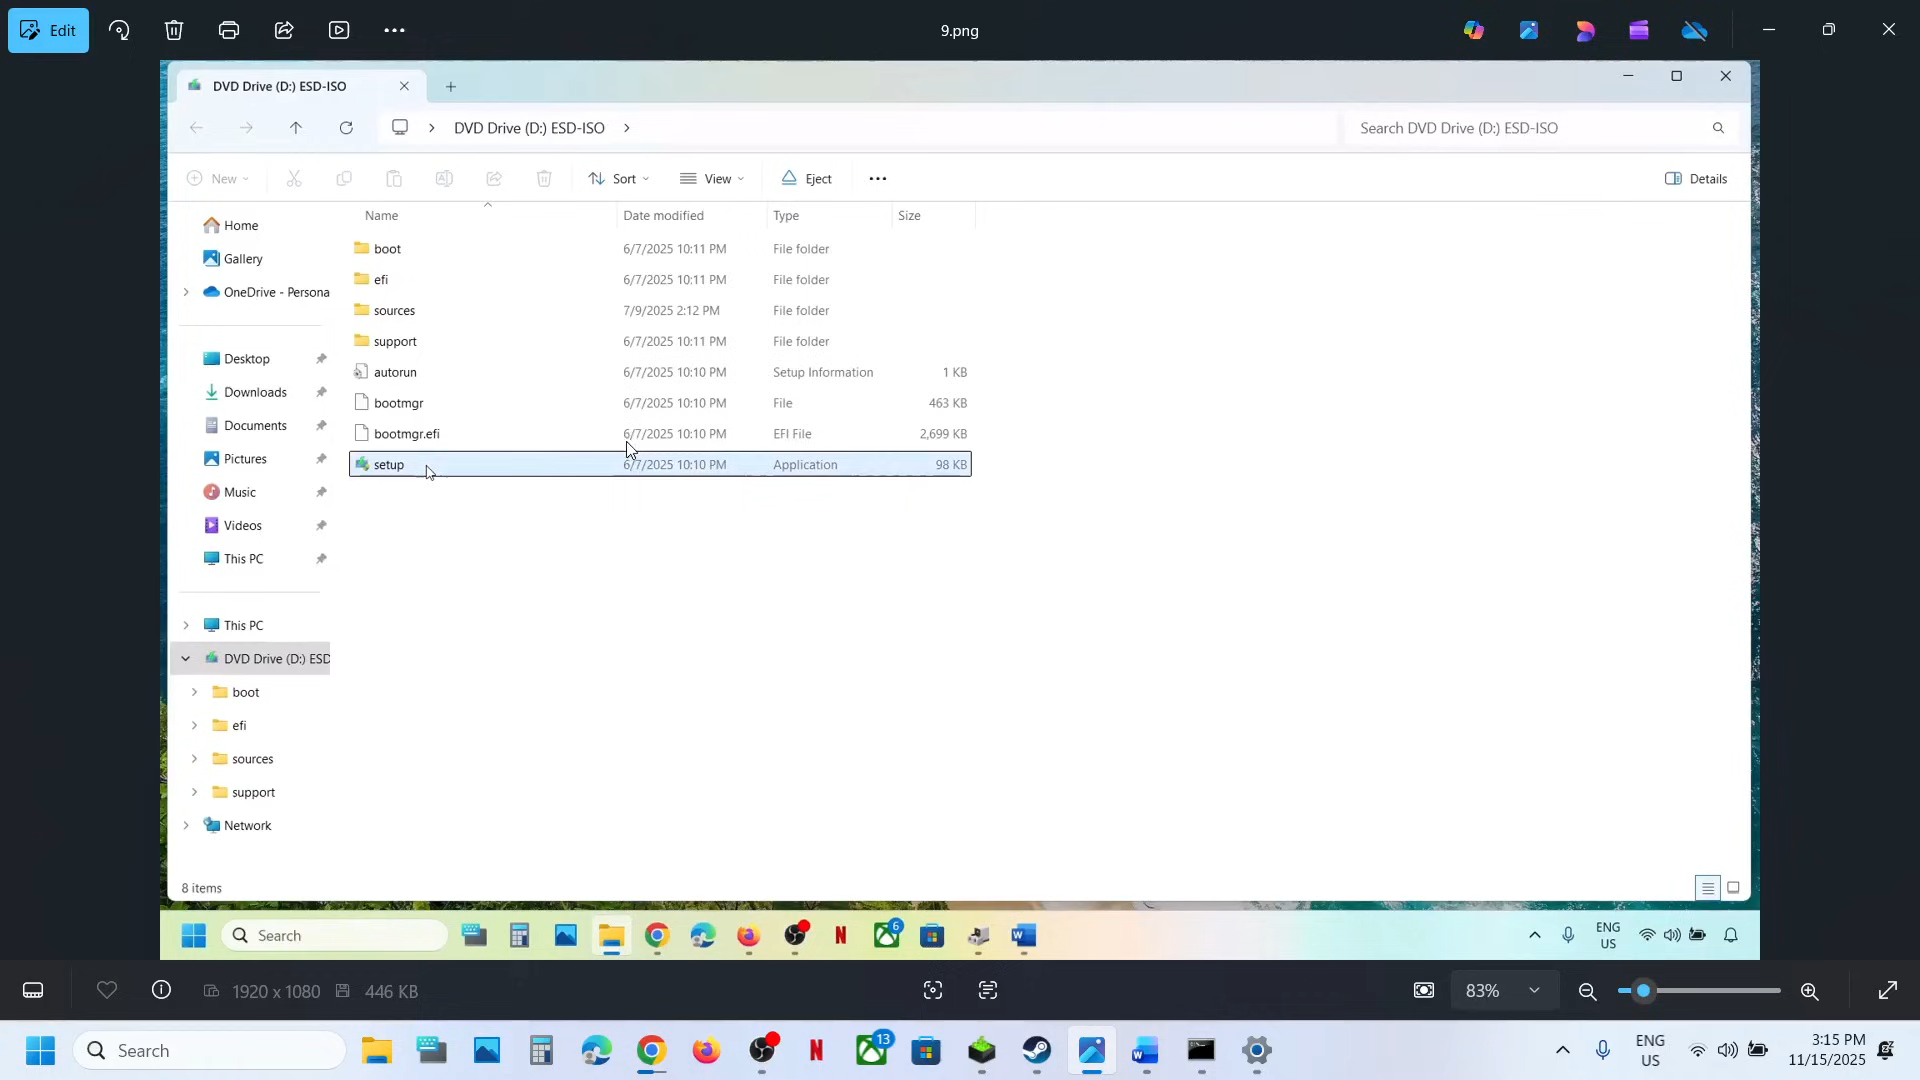 Edit
9.png
DVD Drive (D:) ESD-ISO
DVD Drive (D:) ESD-ISO
Search DVD Drive (D:) ESD-ISO
New
Sort
View
Eject
Details
Name Date modified Type Size
Home
Gallery
OneDrive - Persona
Desktop
Downloads
Documents
Pictures
Music
Videos
This PC
This PC
DVD Drive (D:) ESD
boot
efi
sources
support
Network
boot 6/7/2025 10:11 PM File folder
efi 6/7/2025 10:11 PM File folder
sources 7/9/2025 2:12 PM File folder
support 6/7/2025 10:11 PM File folder
autorun 6/7/2025 10:10 PM Setup Information 1 KB
bootmgr 6/7/2025 10:10 PM File 463 KB
bootmgr.efi 6/7/2025 10:10 PM EFI File 2,699 KB
setup 6/7/2025 10:10 PM Application 98 KB
8 items
Search
6
ENG
US
1920 x 1080
446 KB
83%
Search
13
ENG
US
3:15 PM
11/15/2025